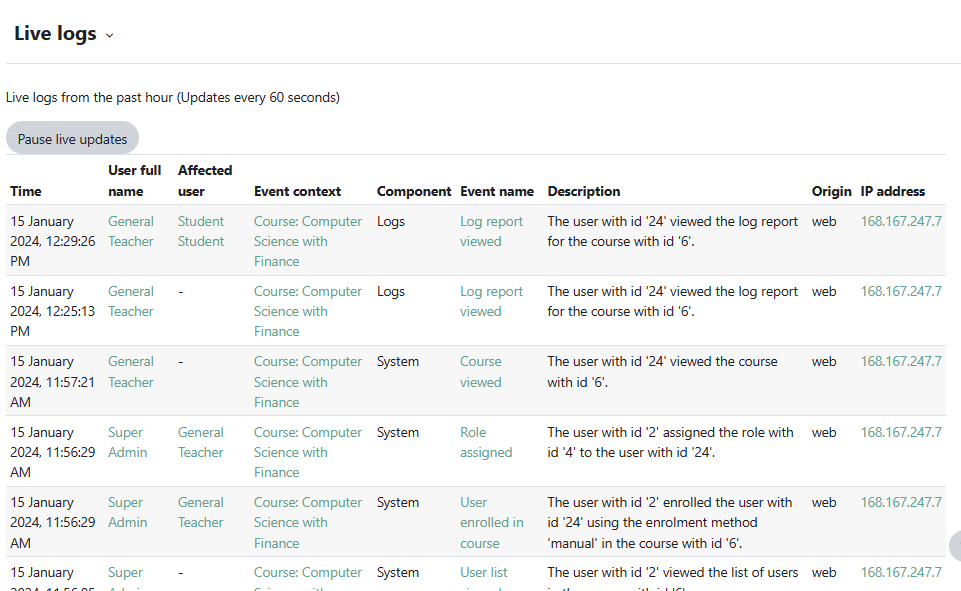 Live logs
Live logs from the past hour (Updates every 60 seconds)
Pause live updates
Time User full name Affected user Event context Component Event name Description Origin IP address
15 January 2024, 12:29:26 PM General Teacher Student Student Course: Computer Science with Finance Logs Log report viewed The user with id '24' viewed the log report for the course with id '6'. web 168.167.247.7
15 January 2024, 12:25:13 PM General Teacher - Course: Computer Science with Finance Logs Log report viewed The user with id '24' viewed the log report for the course with id '6'. web 168.167.247.7
15 January 2024, 11:57:21 AM General Teacher - Course: Computer Science with Finance System Course viewed The user with id '24' viewed the course with id '6'. web 168.167.247.7
15 January 2024, 11:56:29 AM Super Admin General Teacher Course: Computer Science with Finance System Role assigned The user with id '2' assigned the role with id '4' to the user with id '24'. web 168.167.247.7
15 January 2024, 11:56:29 AM Super Admin General Teacher Course: Computer Science with Finance System User enrolled in course The user with id '2' enrolled the user with id '24' using the enrolment method 'manual' in the course with id '6'. web 168.167.247.7
15 January Super - Course: Computer System User list The user with id '2' viewed the list of users web 168.167.247.7